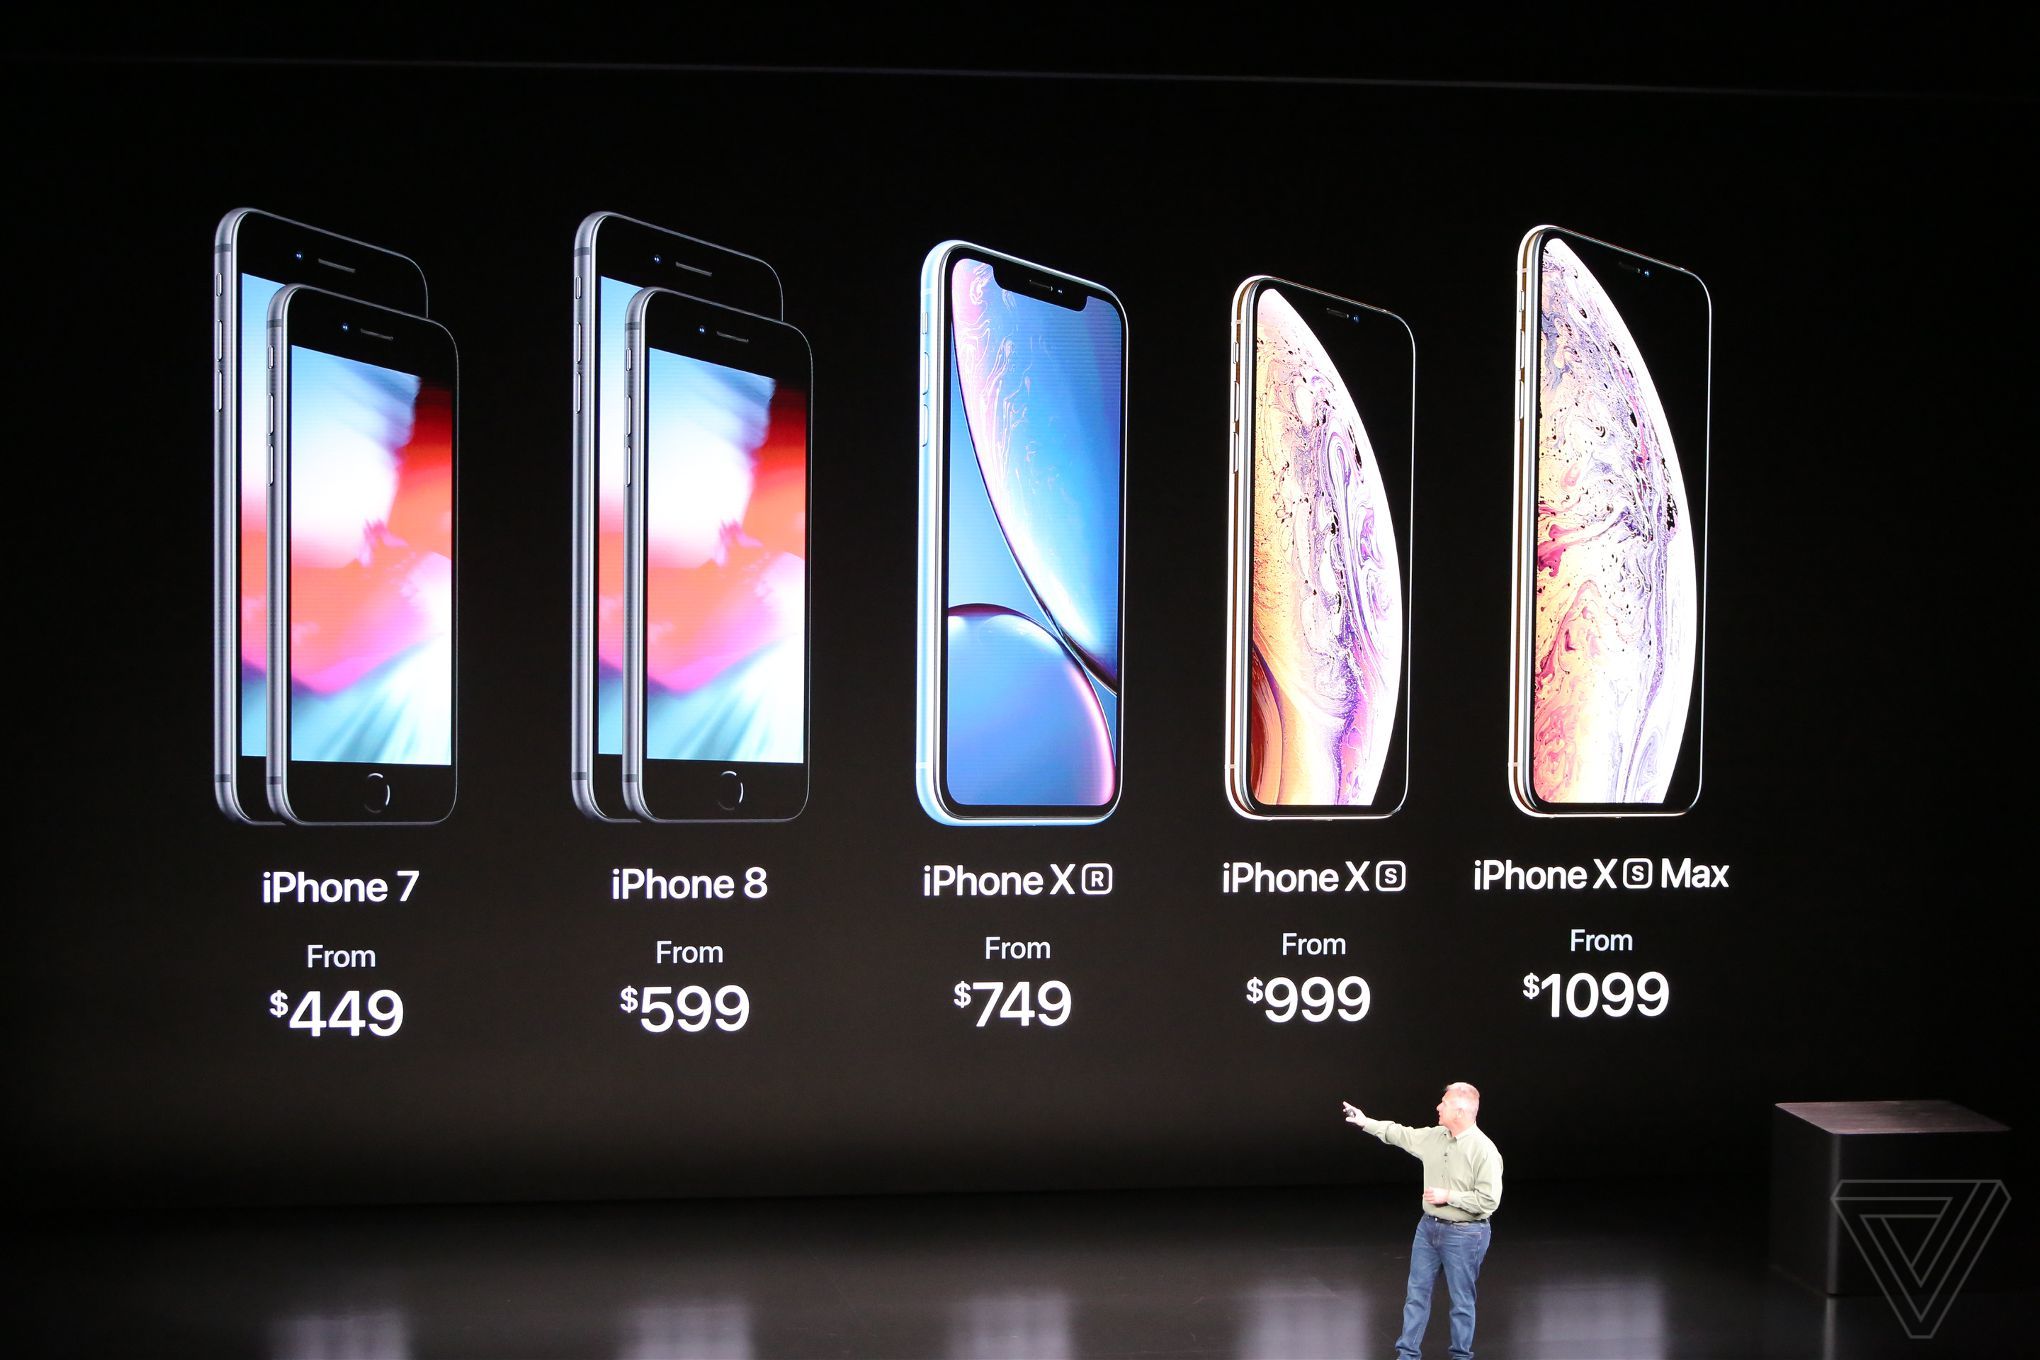 iPhone 7
From
$449
iPhone 8
From
$599
iPhone XR
From
$749
iPhone XS
From
$999
iPhone XS Max
From
$1099